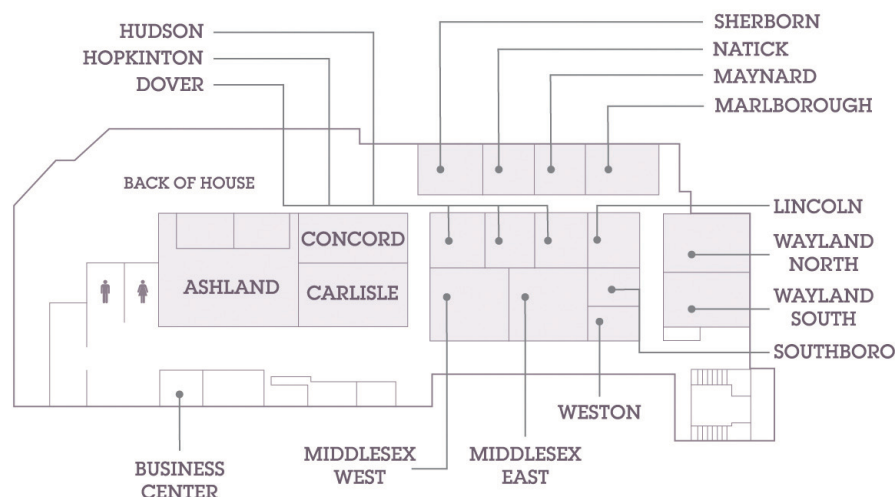 HUDSON
HOPKINTON
DOVER
SHERBORN
NATICK
MAYNARD
MARLBOROUGH
BACK OF HOUSE
LINCOLN
CONCORD
WAYLAND
NORTH
ASHLAND
CARLISLE
WAYLAND
SOUTH
SOUTHBORO
WESTON
MIDDLESEX
WEST
MIDDLESEX
EAST
BUSINESS
CENTER